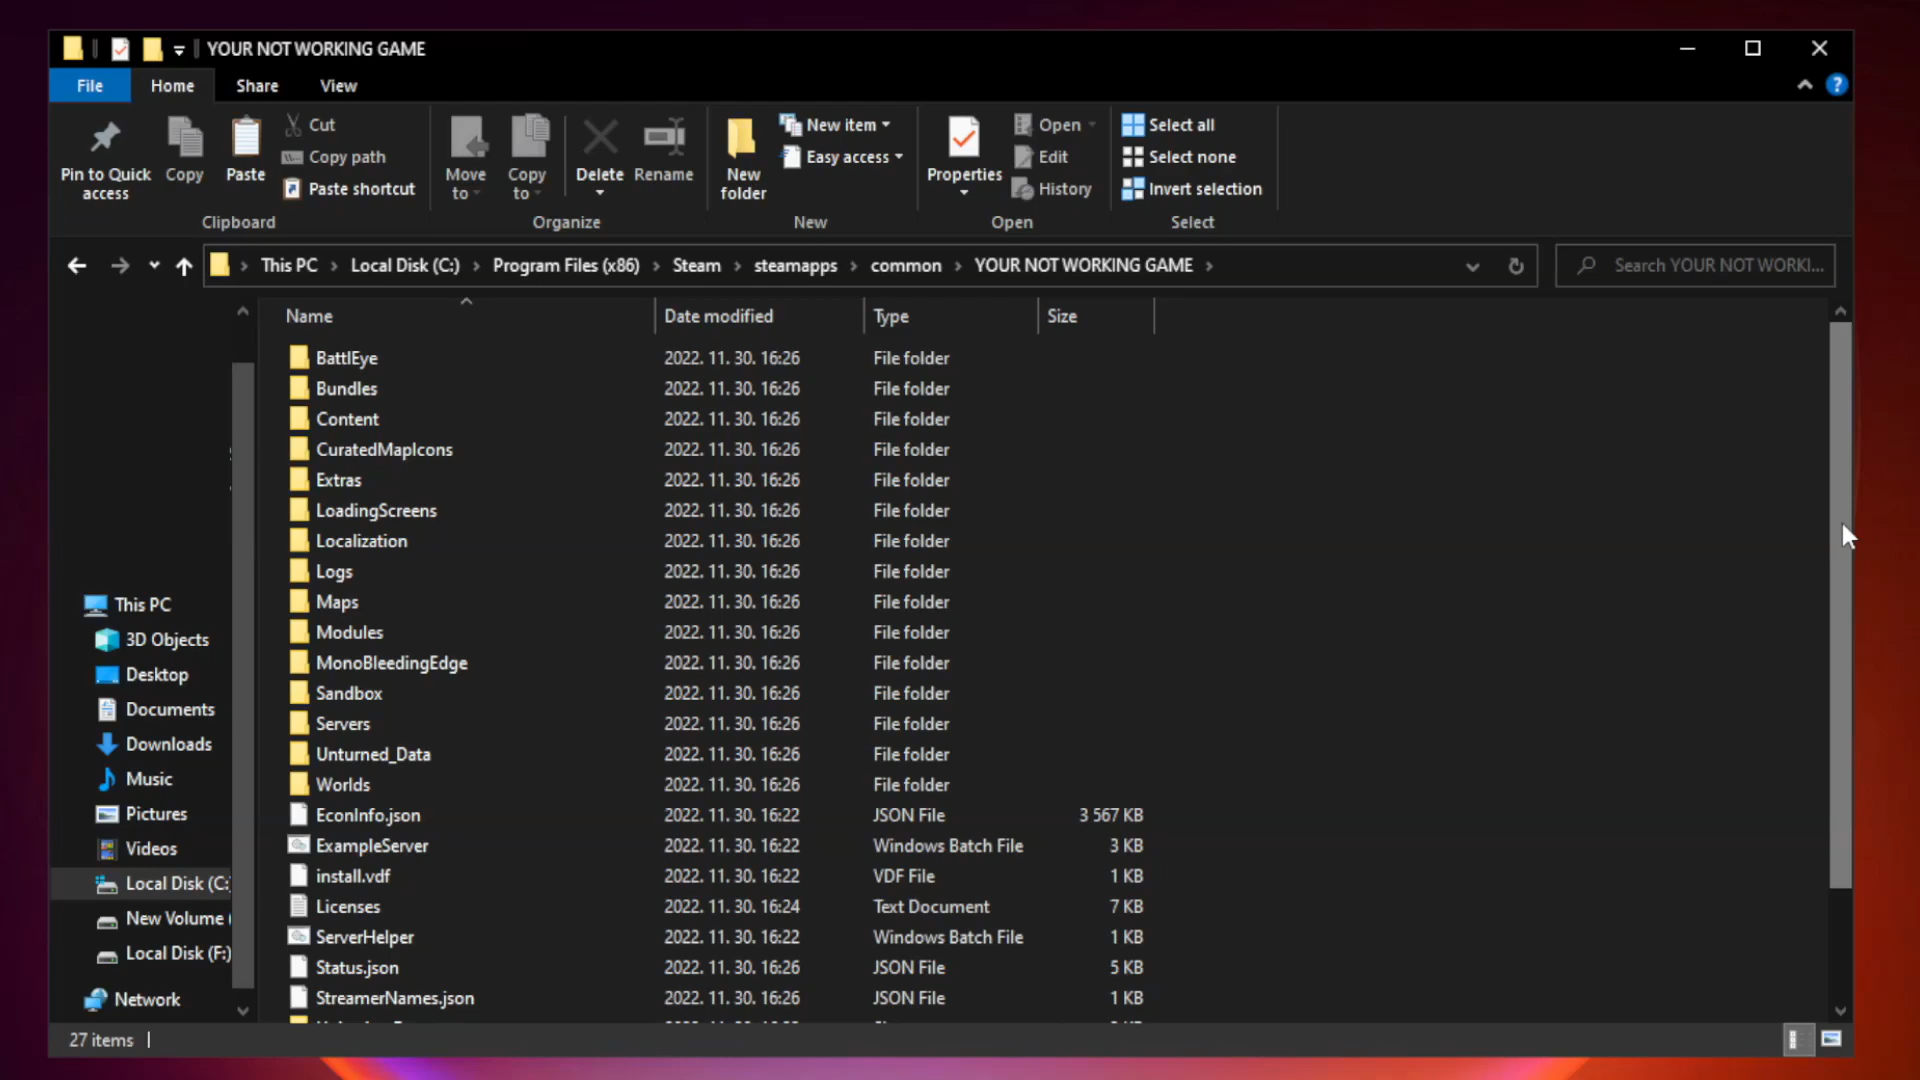 YOUR NOT WORKING GAME
File Home Share View
Pin to Quick access
Copy
Paste
Cut
Copy path
Paste shortcut
Clipboard
Move to
Copy to
Delete
Rename
Organize
New folder
New item
Easy access
New
Properties
Open
Edit
History
Open
Select all
Select none
Invert selection
Select
This PC Local Disk (C:) Program Files (x86) Steam steamapps common YOUR NOT WORKING GAME
Search YOUR NOT WORKI...
This PC
3D Objects
Desktop
Documents
Downloads
Music
Pictures
Videos
Local Disk (C:
New Volume (
Local Disk (F:)
Network
Name Date modified Type Size
BattlEye 2022. 11. 30. 16:26 File folder
Bundles 2022. 11. 30. 16:26 File folder
Content 2022. 11. 30. 16:26 File folder
CuratedMapIcons 2022. 11. 30. 16:26 File folder
Extras 2022. 11. 30. 16:26 File folder
LoadingScreens 2022. 11. 30. 16:26 File folder
Localization 2022. 11. 30. 16:26 File folder
Logs 2022. 11. 30. 16:26 File folder
Maps 2022. 11. 30. 16:26 File folder
Modules 2022. 11. 30. 16:26 File folder
MonoBleedingEdge 2022. 11. 30. 16:26 File folder
Sandbox 2022. 11. 30. 16:26 File folder
Servers 2022. 11. 30. 16:26 File folder
Unturned_Data 2022. 11. 30. 16:26 File folder
Worlds 2022. 11. 30. 16:26 File folder
EconInfo.json 2022. 11. 30. 16:22 JSON File 3 567 KB
ExampleServer 2022. 11. 30. 16:22 Windows Batch File 3 KB
install.vdf 2022. 11. 30. 16:22 VDF File 1 KB
Licenses 2022. 11. 30. 16:24 Text Document 7 KB
ServerHelper 2022. 11. 30. 16:22 Windows Batch File 1 KB
Status.json 2022. 11. 30. 16:26 JSON File 5 KB
StreamerNames.json 2022. 11. 30. 16:26 JSON File 1 KB
27 items